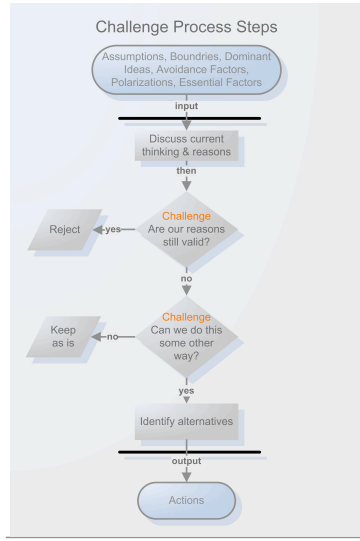 Challenge Process Steps
Assumptions, Boundries, Dominant
Ideas, Avoidance Factors,
Polarizations, Essential Factors
input
Discuss current
thinking & reasons
then
Challenge
Are our reasons
still valid?
yes
Reject
no
Challenge
Can we do this
some other
way?
no
Keep
as is
yes
Identify alternatives
output
Actions